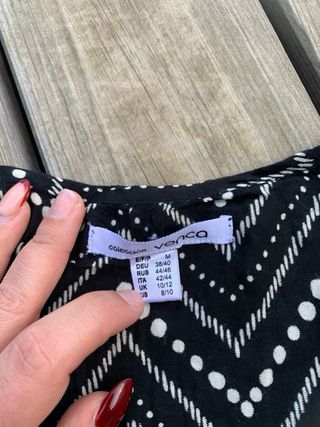 colección venca
E/F/P M
DEU 38/40
RUS 44/46
ITA 42/44
UK 10/12
US 8/10